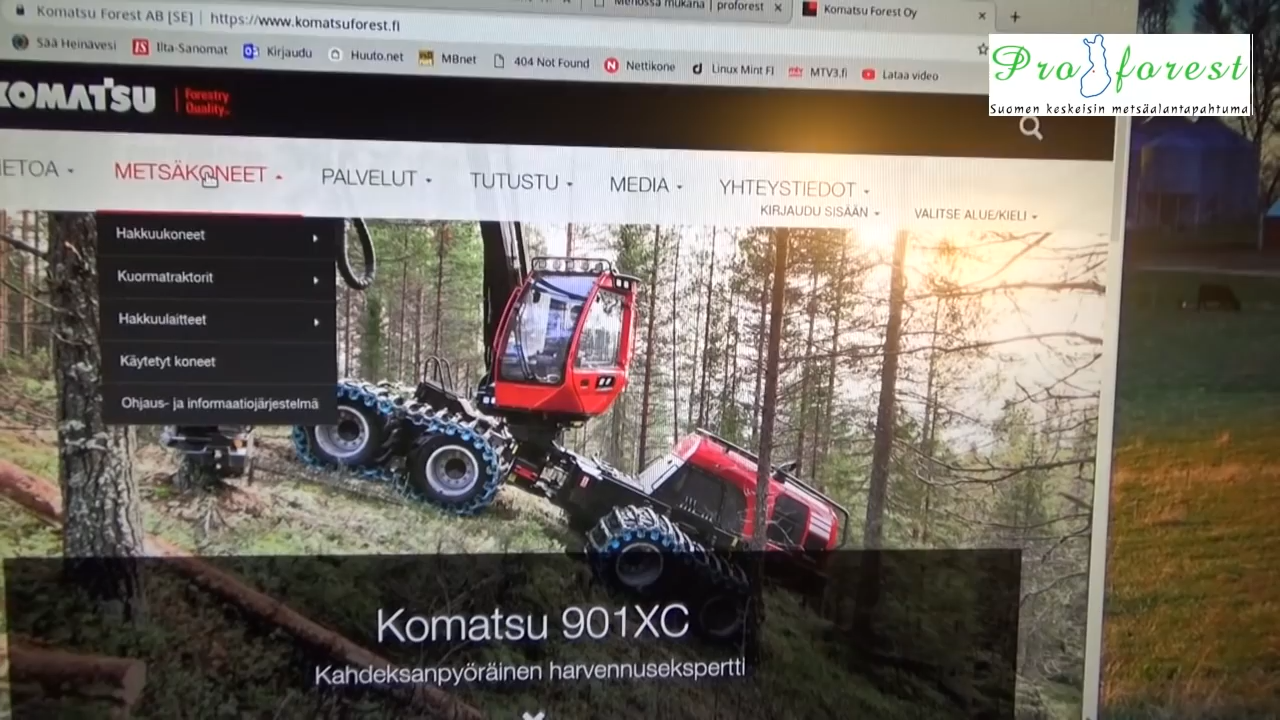 Menossa mukana | proforest
Komatsu Forest Oy
Komatsu Forest AB [SE] | https://www.komatsuforest.fi
Sää Heinävesi
Ilta-Sanomat
Kirjaudu
Huuto.net
MBnet
404 Not Found
Nettikone
Linux Mint FI
MTV3.fi
Lataa video
Pro forest
Suomen keskeisin metsäalantapahtuma
KOMATSU
Forestry
Quality
IETOA
METSÄKONEET
PALVELUT
TUTUSTU
MEDIA
YHTEYSTIEDOT
KIRJAUDU SISÄÄN
VALITSE ALUE/KIELI
Hakkuukoneet
Kuormatraktorit
Hakkuulaitteet
Käytetyt koneet
Ohjaus- ja informaatiojärjestelmä
Komatsu 901XC
Kahdeksanpyöräinen harvennusekspertti